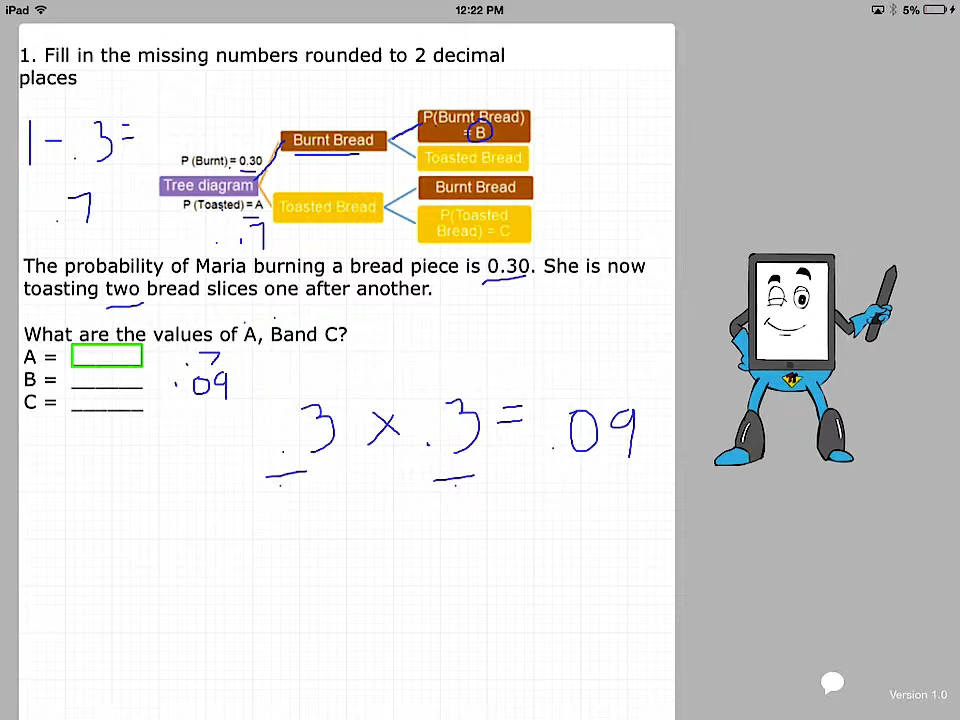 iPad 12:22 PM 5%
1. Fill in the missing numbers rounded to 2 decimal
places
1 - .3 =
.7
P(Burnt Bread)
= B
Burnt Bread
Toasted Bread
P (Burnt) = 0.30
Tree diagram
Burnt Bread
P (Toasted) = A
Toasted Bread
P(Toasted
Bread) = C
.7
The probability of Maria burning a bread piece is 0.30. She is now
toasting two bread slices one after another.
What are the values of A, Band C?
A = .7
B = ______ .09
C = ______
.3 x .3 = .09
Version 1.0